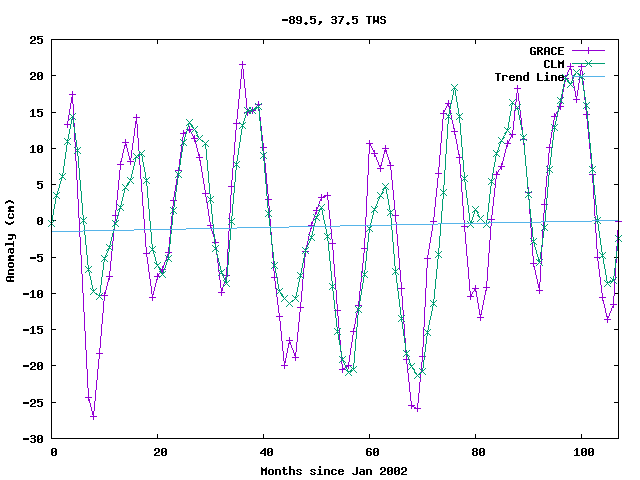 -89.5, 37.5 TWS
25
20
15
10
5
0
-5
-10
-15
-20
-25
-30
Anomaly (cm)
GRACE
CLM
Trend Line
0 20 40 60 80 100
Months since Jan 2002